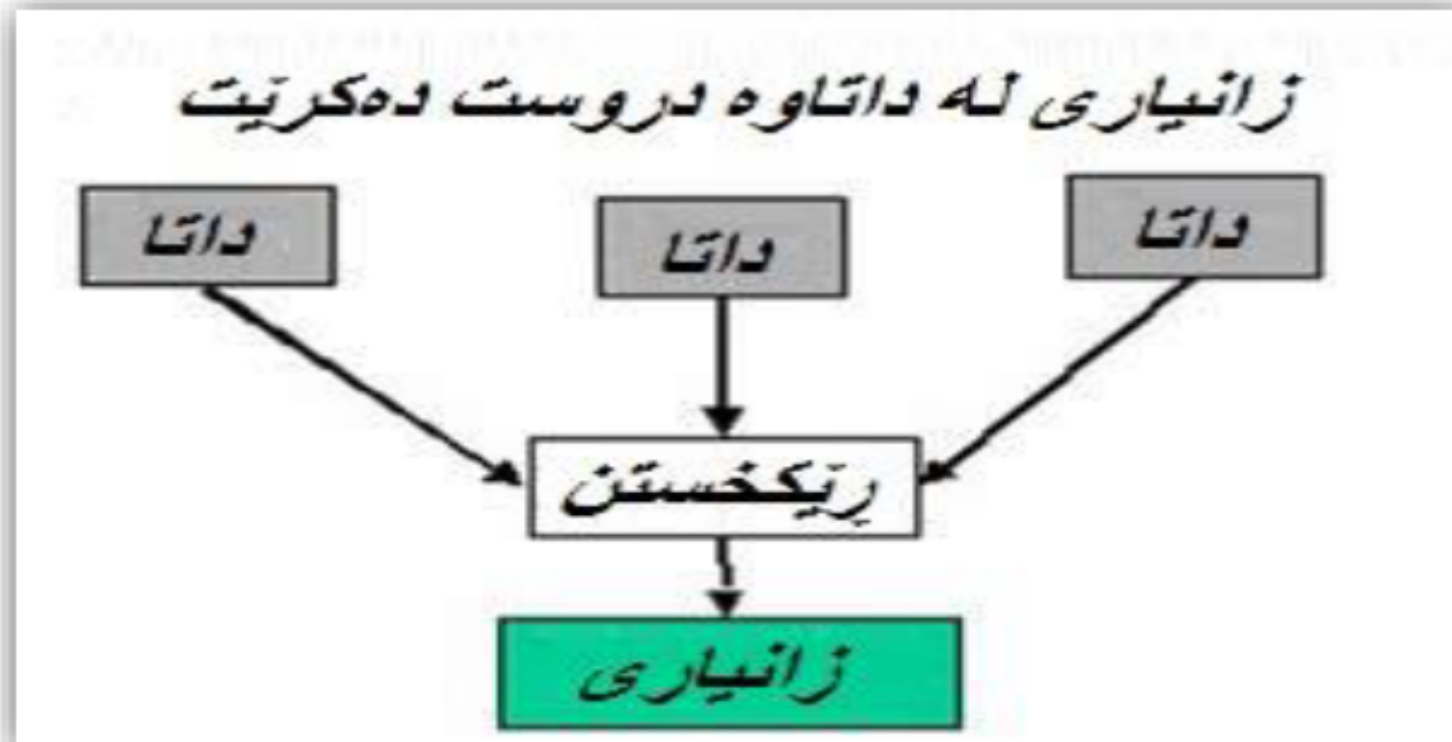 زانیاری لە داتاوە دروست دەکرێت
داتا
داتا
داتا
ڕێکخستن
زانیاری